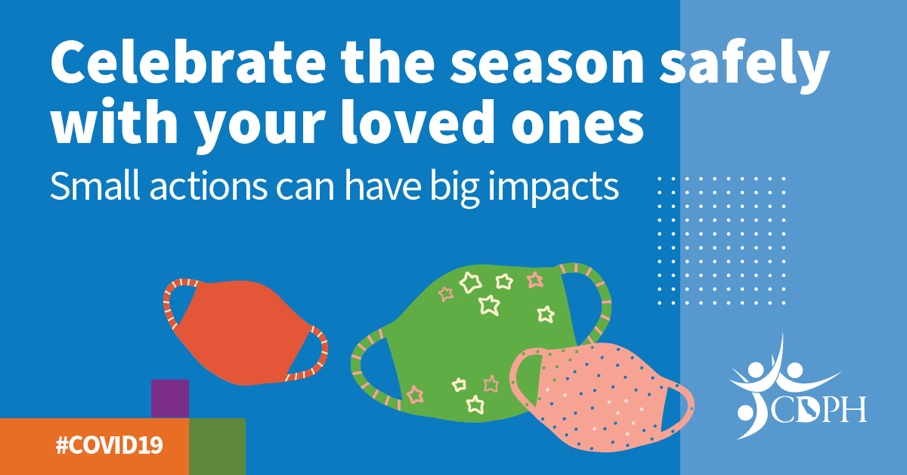 Celebrate the season safely
with your loved ones
Small actions can have big impacts
#COVID19
CDPH